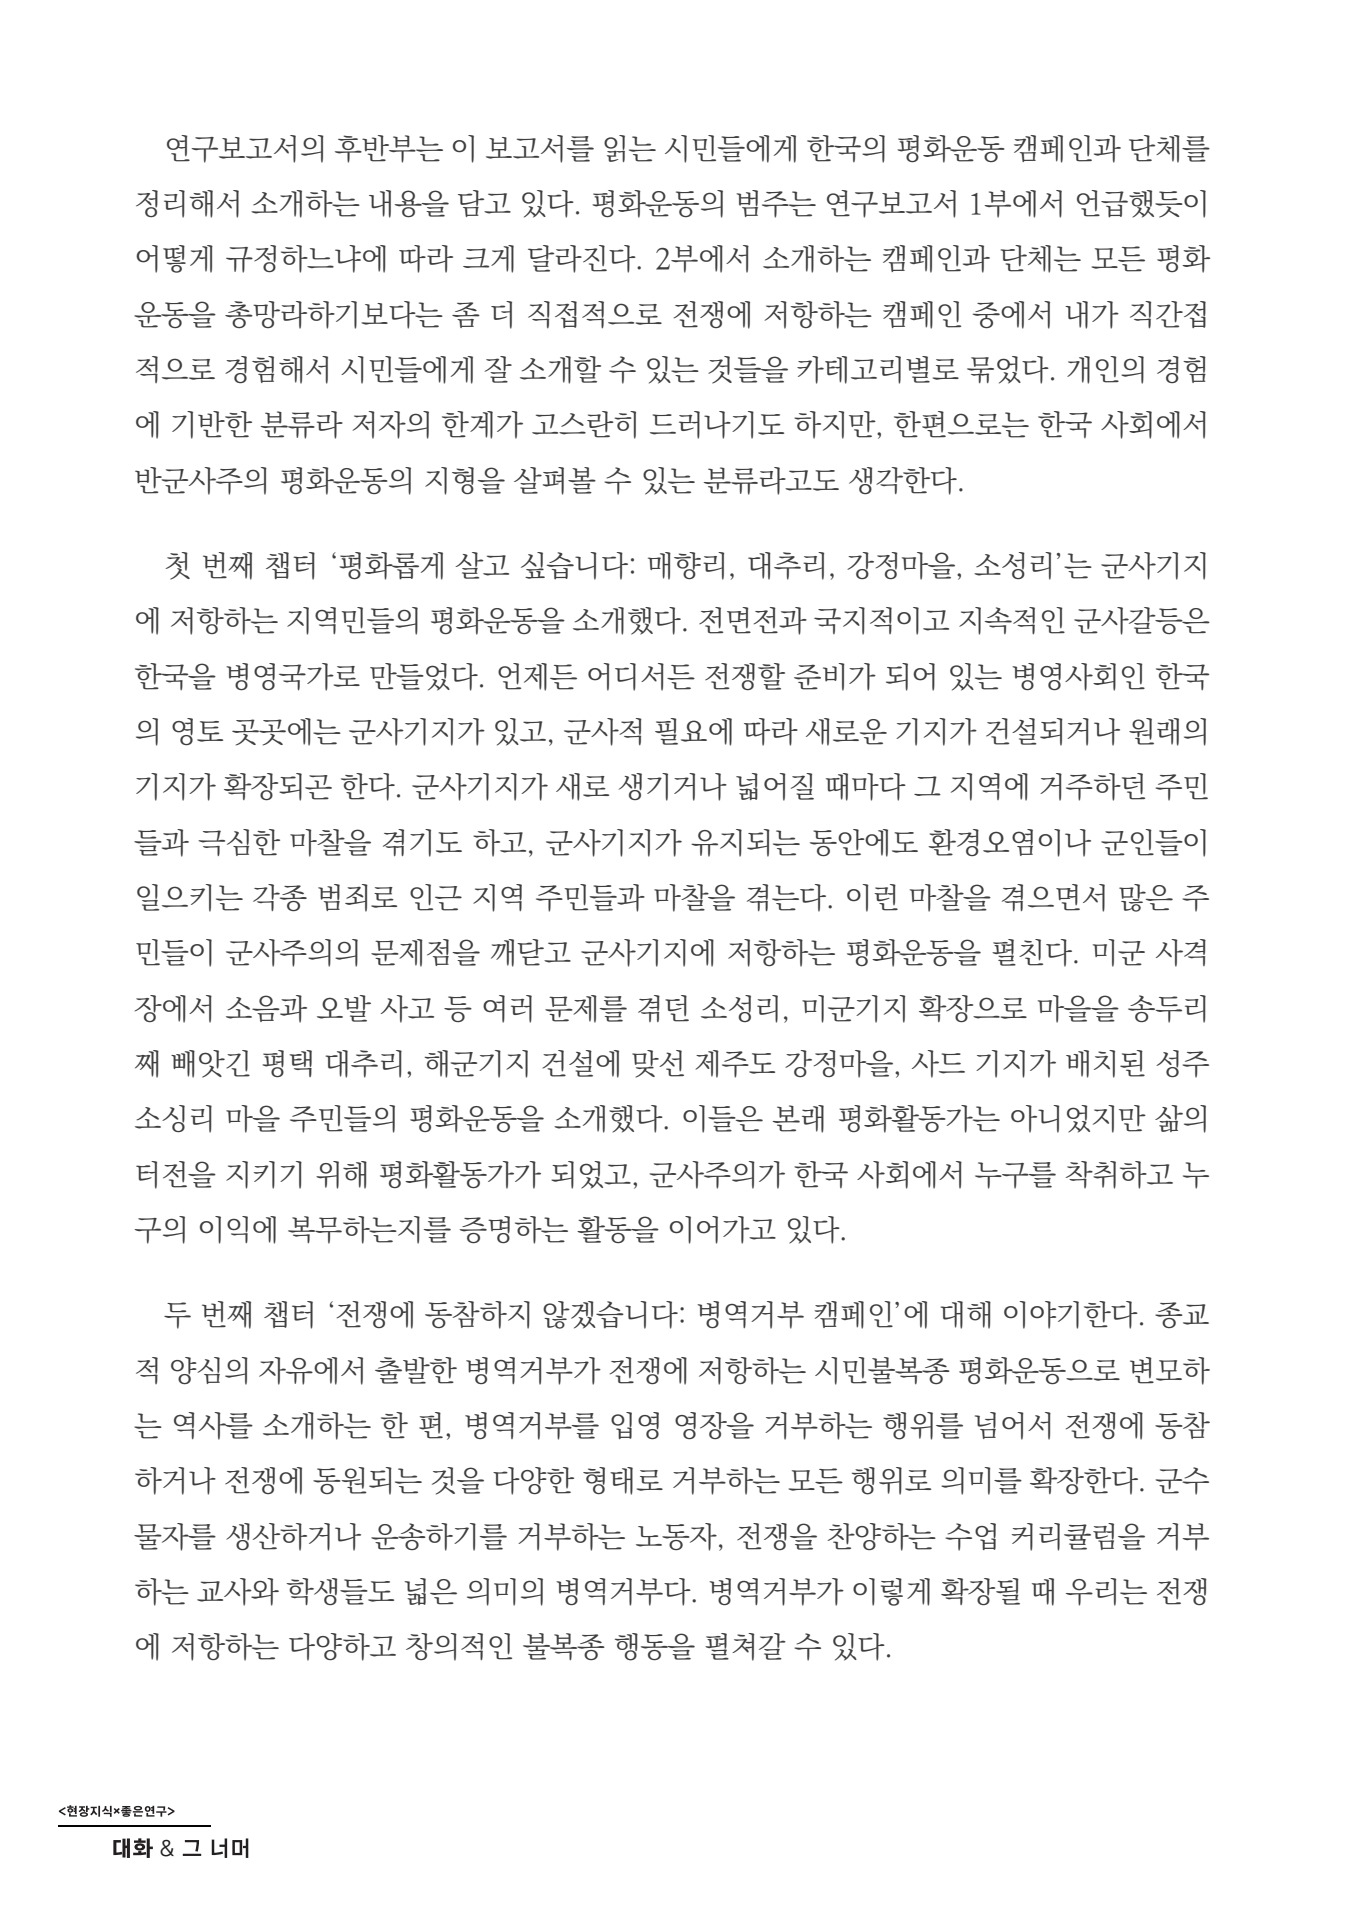 연구보고서의 후반부는 이 보고서를 읽는 시민들에게 한국의 평화운동 캠페인과 단체를
정리해서 소개하는 내용을 담고 있다. 평화운동의 범주는 연구보고서 1부에서 언급했듯이
어떻게 규정하느냐에 따라 크게 달라진다. 2부에서 소개하는 캠페인과 단체는 모든 평화
운동을 총망라하기보다는 좀 더 직접적으로 전쟁에 저항하는 캠페인 중에서 내가 직간접
적으로 경험해서 시민들에게 잘 소개할 수 있는 것들을 카테고리별로 묶었다. 개인의 경험
에 기반한 분류라 저자의 한계가 고스란히 드러나기도 하지만, 한편으로는 한국 사회에서
반군사주의 평화운동의 지형을 살펴볼 수 있는 분류라고도 생각한다.
첫 번째 챕터 ‘평화롭게 살고 싶습니다: 매향리, 대추리, 강정마을, 소성리’는 군사기지
에 저항하는 지역민들의 평화운동을 소개했다. 전면전과 국지적이고 지속적인 군사갈등은
한국을 병영국가로 만들었다. 언제든 어디서든 전쟁할 준비가 되어 있는 병영사회인 한국
의 영토 곳곳에는 군사기지가 있고, 군사적 필요에 따라 새로운 기지가 건설되거나 원래의
기지가 확장되곤 한다. 군사기지가 새로 생기거나 넓어질 때마다 그 지역에 거주하던 주민
들과 극심한 마찰을 겪기도 하고, 군사기지가 유지되는 동안에도 환경오염이나 군인들이
일으키는 각종 범죄로 인근 지역 주민들과 마찰을 겪는다. 이런 마찰을 겪으면서 많은 주
민들이 군사주의의 문제점을 깨닫고 군사기지에 저항하는 평화운동을 펼친다. 미군 사격
장에서 소음과 오발 사고 등 여러 문제를 겪던 소성리, 미군기지 확장으로 마을을 송두리
째 빼앗긴 평택 대추리, 해군기지 건설에 맞선 제주도 강정마을, 사드 기지가 배치된 성주
소싱리 마을 주민들의 평화운동을 소개했다. 이들은 본래 평화활동가는 아니었지만 삶의
터전을 지키기 위해 평화활동가가 되었고, 군사주의가 한국 사회에서 누구를 착취하고 누
구의 이익에 복무하는지를 증명하는 활동을 이어가고 있다.
두 번째 챕터 ‘전쟁에 동참하지 않겠습니다: 병역거부 캠페인’에 대해 이야기한다. 종교
적 양심의 자유에서 출발한 병역거부가 전쟁에 저항하는 시민불복종 평화운동으로 변모하
는 역사를 소개하는 한 편, 병역거부를 입영 영장을 거부하는 행위를 넘어서 전쟁에 동참
하거나 전쟁에 동원되는 것을 다양한 형태로 거부하는 모든 행위로 의미를 확장한다. 군수
물자를 생산하거나 운송하기를 거부하는 노동자, 전쟁을 찬양하는 수업 커리큘럼을 거부
하는 교사와 학생들도 넓은 의미의 병역거부다. 병역거부가 이렇게 확장될 때 우리는 전쟁
에 저항하는 다양하고 창의적인 불복종 행동을 펼쳐갈 수 있다.
<현장지식×좋은연구>
대화 & 그 너머